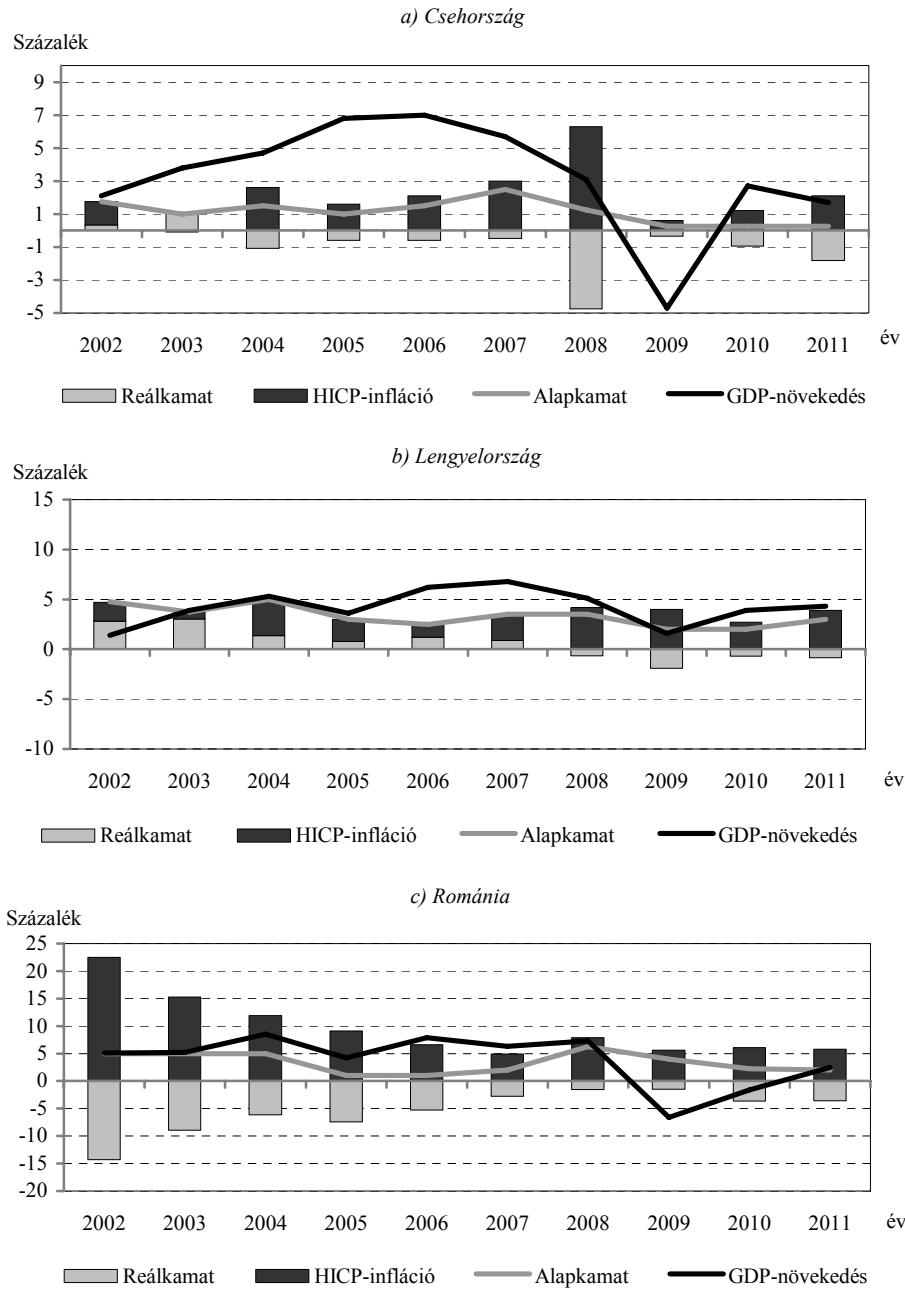 a) Csehország
Százalék
9
7
5
3
1
-1
-3
-5
2002 2003 2004 2005 2006 2007 2008 2009 2010 2011 év
Reálkamat HICP-infláció Alapkamat GDP-növekedés
b) Lengyelország
Százalék
15
10
5
0
-5
-10
2002 2003 2004 2005 2006 2007 2008 2009 2010 2011 év
Reálkamat HICP-infláció Alapkamat GDP-növekedés
c) Románia
Százalék
25
20
15
10
5
0
-5
-10
-15
-20
2002 2003 2004 2005 2006 2007 2008 2009 2010 2011 év
Reálkamat HICP-infláció Alapkamat GDP-növekedés